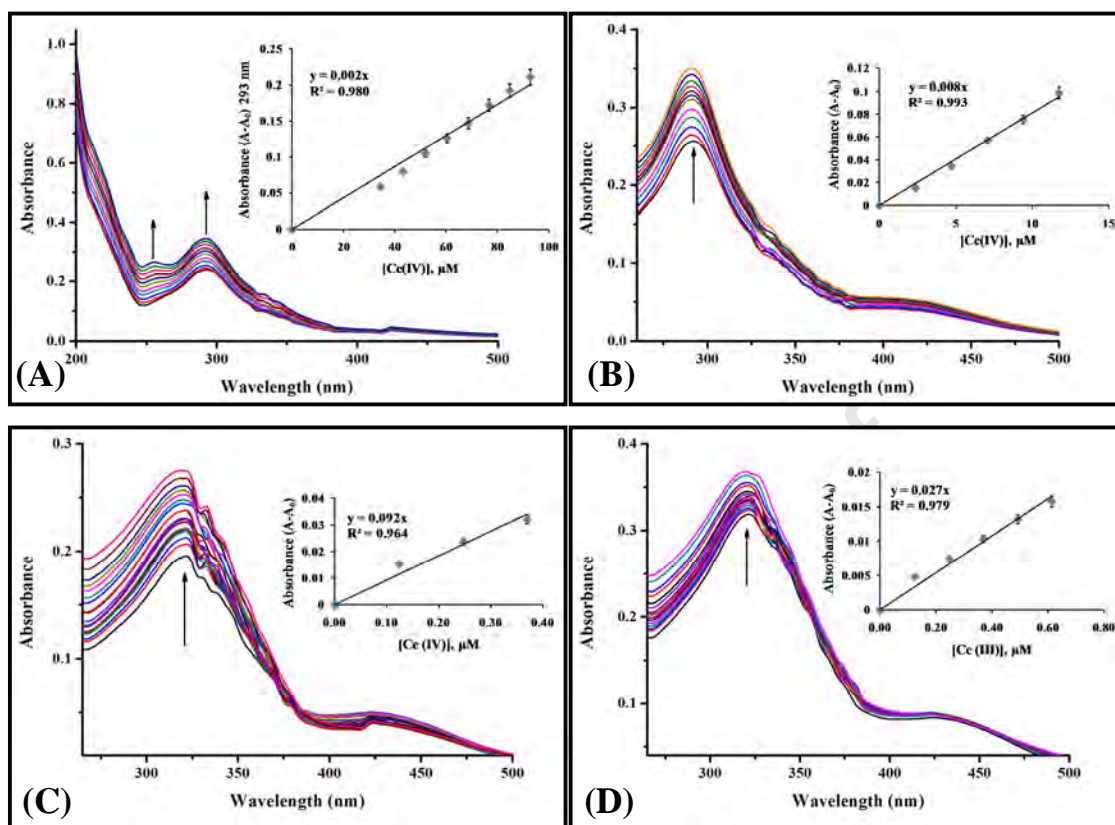 (A)
Absorbance
1.0
0.8
0.6
0.4
0.2
0.0
200
250
300
350
400
450
500
Wavelength (nm)
Absorbance (A-A0) 293 nm
0.25
0.2
0.15
0.1
0.05
0
0
20
40
60
80
100
y = 0,002x
R² = 0,980
[Ce(IV)], µM
(B)
Absorbance
0.4
0.3
0.2
0.1
0.0
300
350
400
450
500
Wavelength (nm)
Absorbance (A-A0)
0.12
0.1
0.08
0.06
0.04
0.02
0
0
5
10
15
y = 0,008x
R² = 0,993
[Ce(IV)], µM
(C)
Absorbance
0.3
0.2
0.1
300
350
400
450
500
Wavelength (nm)
Absorbance (A-A0)
0.04
0.03
0.02
0.01
0
0.00
0.10
0.20
0.30
0.40
y = 0,092x
R² = 0,964
[Ce (IV)], µM
(D)
Absorbance
0.4
0.3
0.2
0.1
300
350
400
450
500
Wavelength (nm)
Absorbance (A-A0)
0.02
0.015
0.01
0.005
0
0.00
0.20
0.40
0.60
0.80
y = 0,027x
R² = 0,979
[Ce (III)], µM